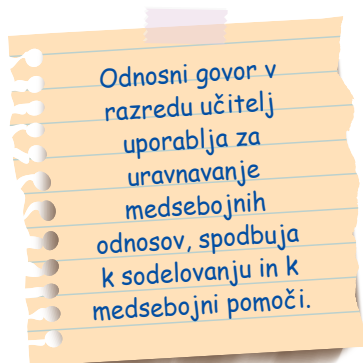 Odnosni govor v
razredu učitelj
uporablja za
uravnavanje
medsebojnih
odnosov, spodbuja
k sodelovanju in k
medsebojni pomoči.